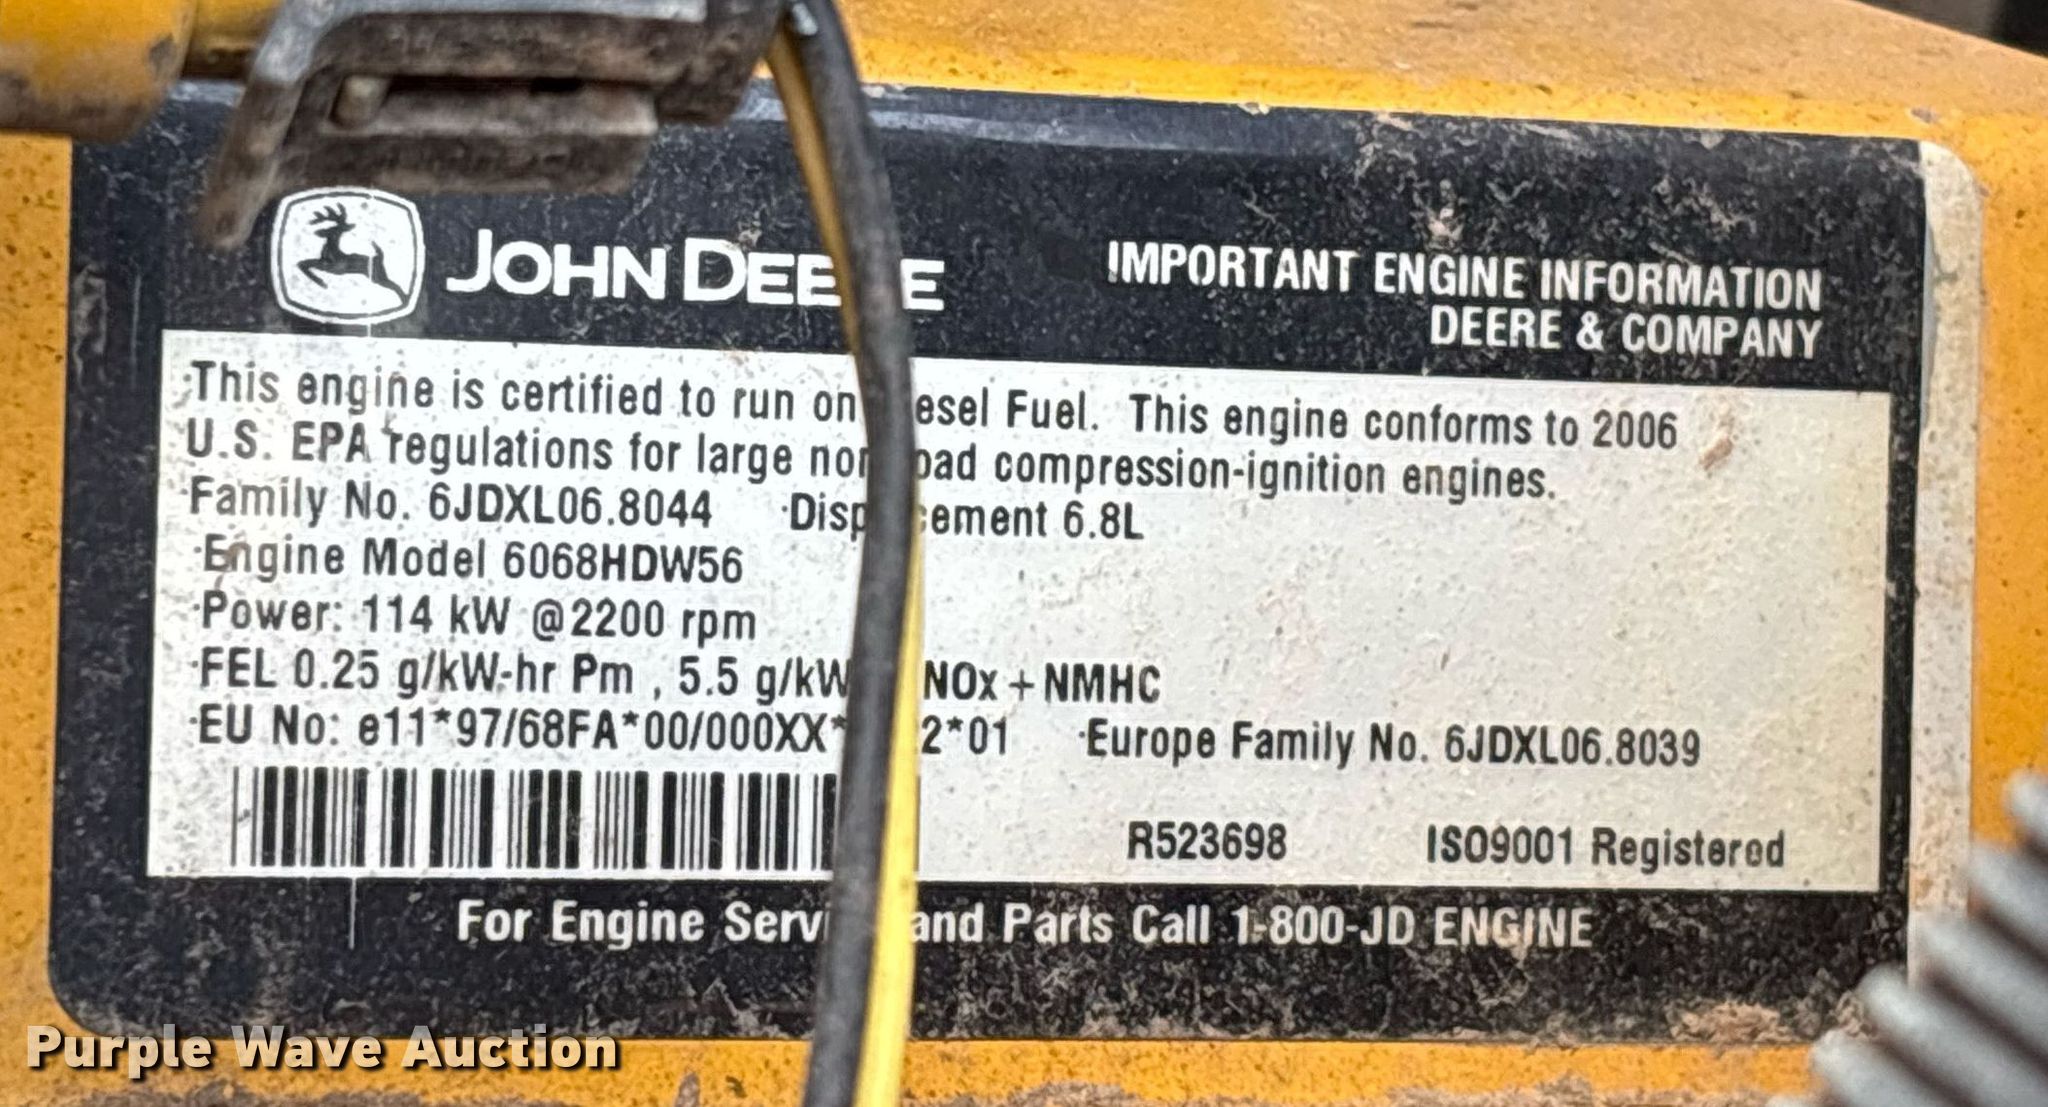 JOHN DEERE
IMPORTANT ENGINE INFORMATION
DEERE & COMPANY
·This engine is certified to run on esel Fuel. This engine conforms to 2006
U.S. EPA regulations for large non oad compression-ignition engines.
·Family No. 6JDXL06.8044 ·Disp cement 6.8L
·Engine Model 6068HDW56
·Power: 114 kW @2200 rpm
·FEL 0.25 g/kW-hr Pm , 5.5 g/kW NOx + NMHC
·EU No: e11*97/68FA*00/000XX* 2*01 ·Europe Family No. 6JDXL06.8039
R523698 ISO9001 Registered
For Engine Servi and Parts Call 1-800-JD ENGINE
Purple Wave Auction